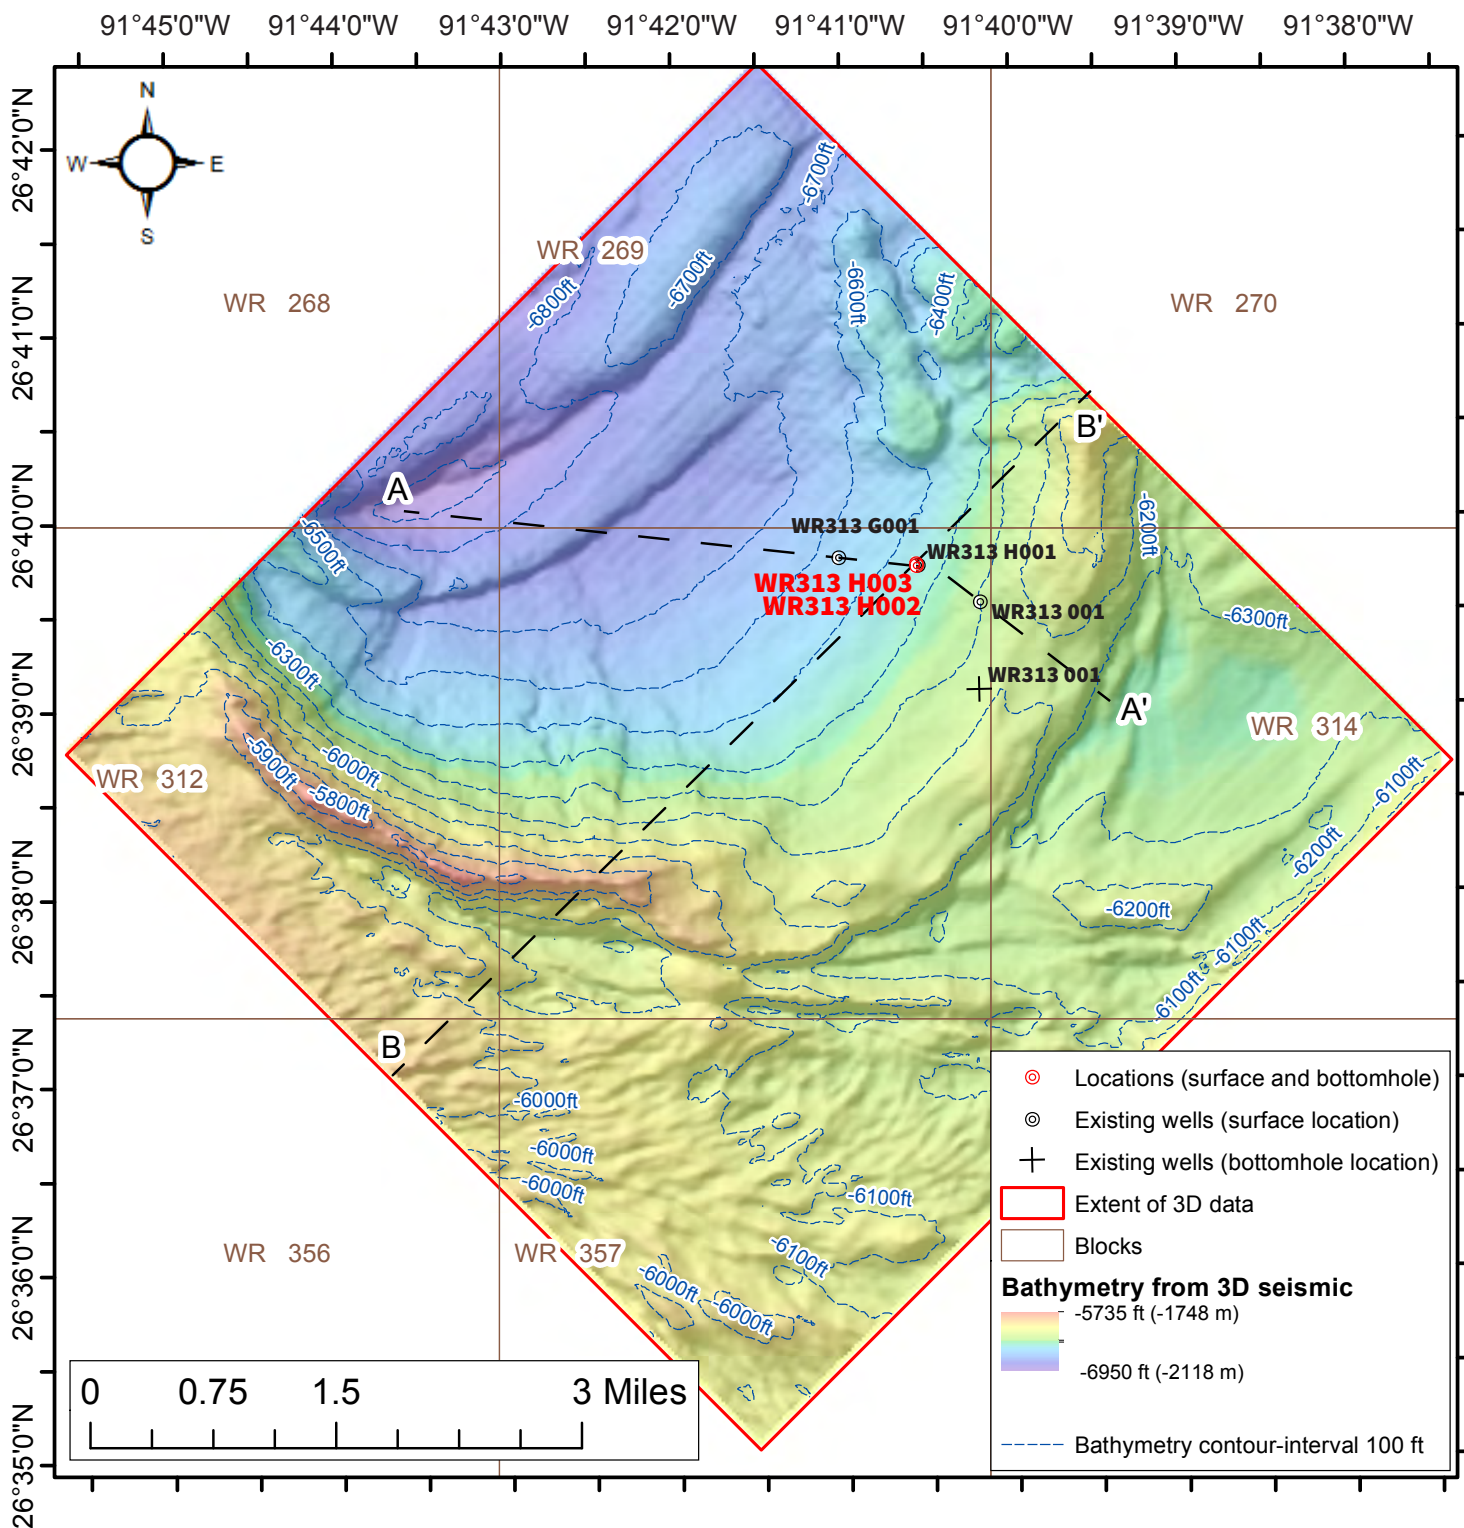 91°45'0"W 91°44'0"W 91°43'0"W 91°42'0"W 91°41'0"W 91°40'0"W 91°39'0"W 91°38'0"W
N
W E
S
26°42'0"N
26°41'0"N
26°40'0"N
26°39'0"N
26°38'0"N
26°37'0"N
26°36'0"N
26°35'0"N
-6700ft
WR 269
-6700ft
-6800ft
-6600ft
-6400ft
WR 268
WR 270
B'
A
-6200ft
-6500ft
WR313 G001
WR313 H001
WR313 H003
WR313 H002
WR313 001
-6300ft
-6300ft
WR313 001
A'
WR 314
-5900ft
-6000ft
WR 312
-5800ft
-6100ft
-6200ft
-6200ft
-6100ft
-6100ft
B
-6000ft
-6000ft
-6000ft
-6100ft
WR 356
WR 357
-6100ft
-6000ft
-6000ft
Locations (surface and bottomhole)
Existing wells (surface location)
Existing wells (bottomhole location)
Extent of 3D data
Blocks
Bathymetry from 3D seismic
-5735 ft (-1748 m)
-6950 ft (-2118 m)
Bathymetry contour-interval 100 ft
0 0.75 1.5 3 Miles